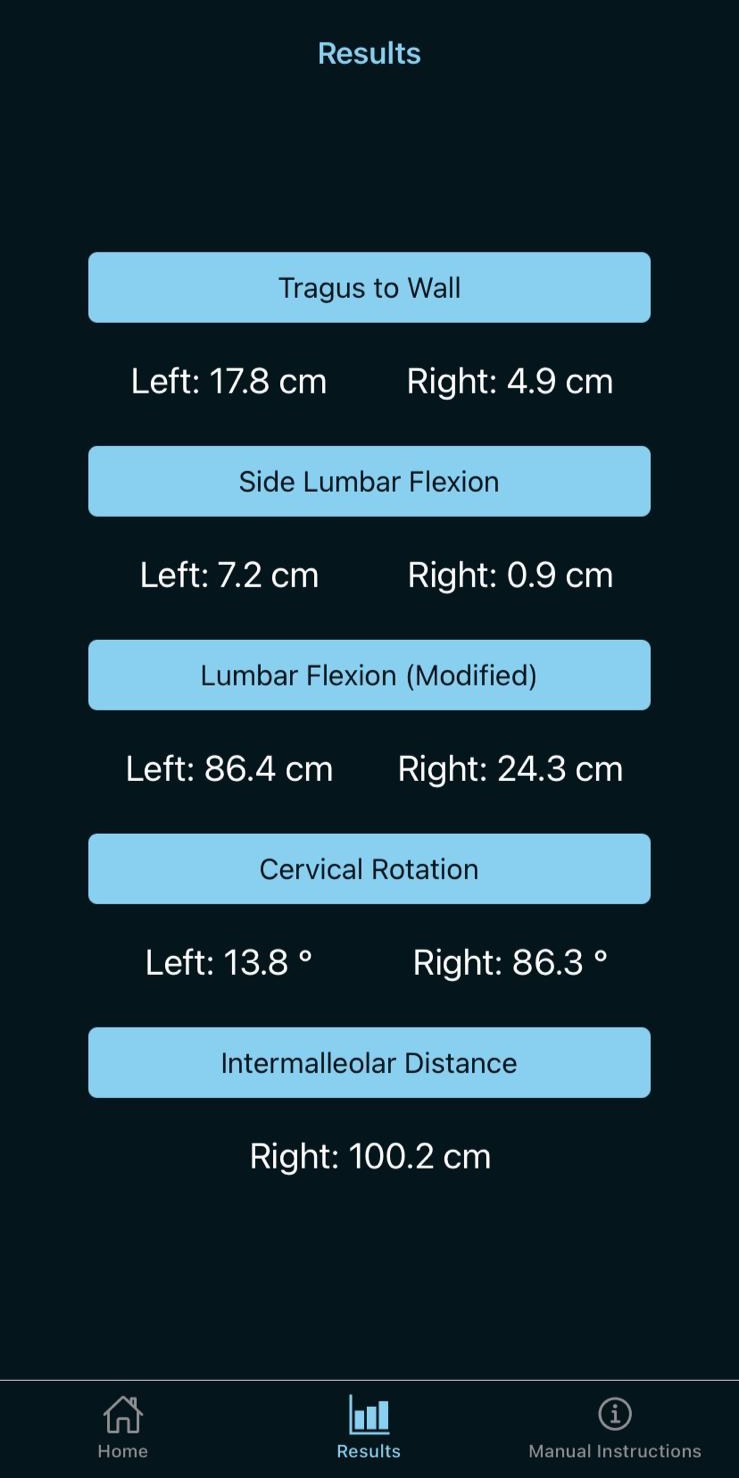 Results
Tragus to Wall
Left: 17.8 cm Right: 4.9 cm
Side Lumbar Flexion
Left: 7.2 cm Right: 0.9 cm
Lumbar Flexion (Modified)
Left: 86.4 cm Right: 24.3 cm
Cervical Rotation
Left: 13.8 ° Right: 86.3 °
Intermalleolar Distance
Right: 100.2 cm
Home Results Manual Instructions